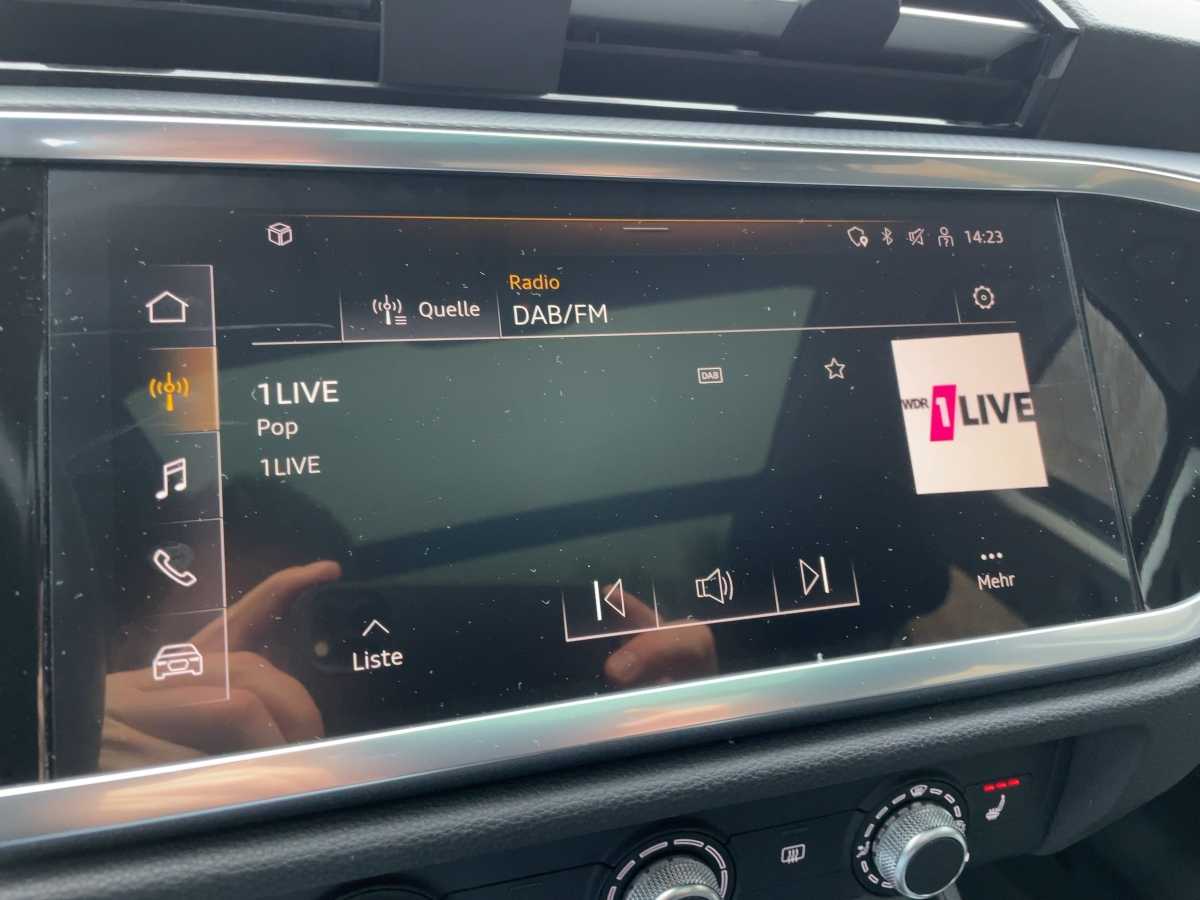 14:23
Quelle
Radio
DAB/FM
1LIVE
DAB
Pop
1LIVE
WDR 1LIVE
Mehr
Liste